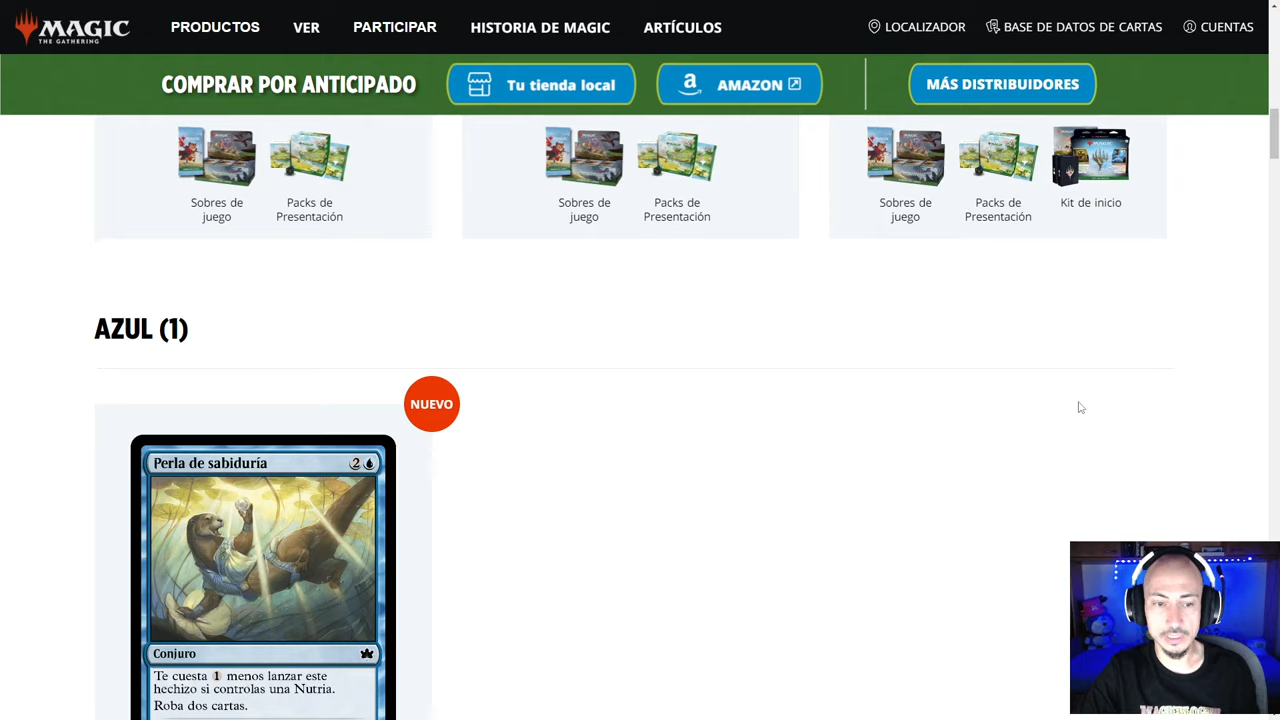 MAGIC
THE GATHERING
PRODUCTOS
VER
PARTICIPAR
HISTORIA DE MAGIC
ARTÍCULOS
LOCALIZADOR
BASE DE DATOS DE CARTAS
CUENTAS
COMPRAR POR ANTICIPADO
Tu tienda local
a
AMAZON
MÁS DISTRIBUIDORES
Sobres de
juego
Packs de
Presentación
Sobres de
juego
Packs de
Presentación
Sobres de
juego
Packs de
Presentación
Kit de inicio
AZUL (1)
NUEVO
Perla de sabiduría 2
Conjuro
Te cuesta 1 menos lanzar este
hechizo si controlas una Nutria.
Roba dos cartas.